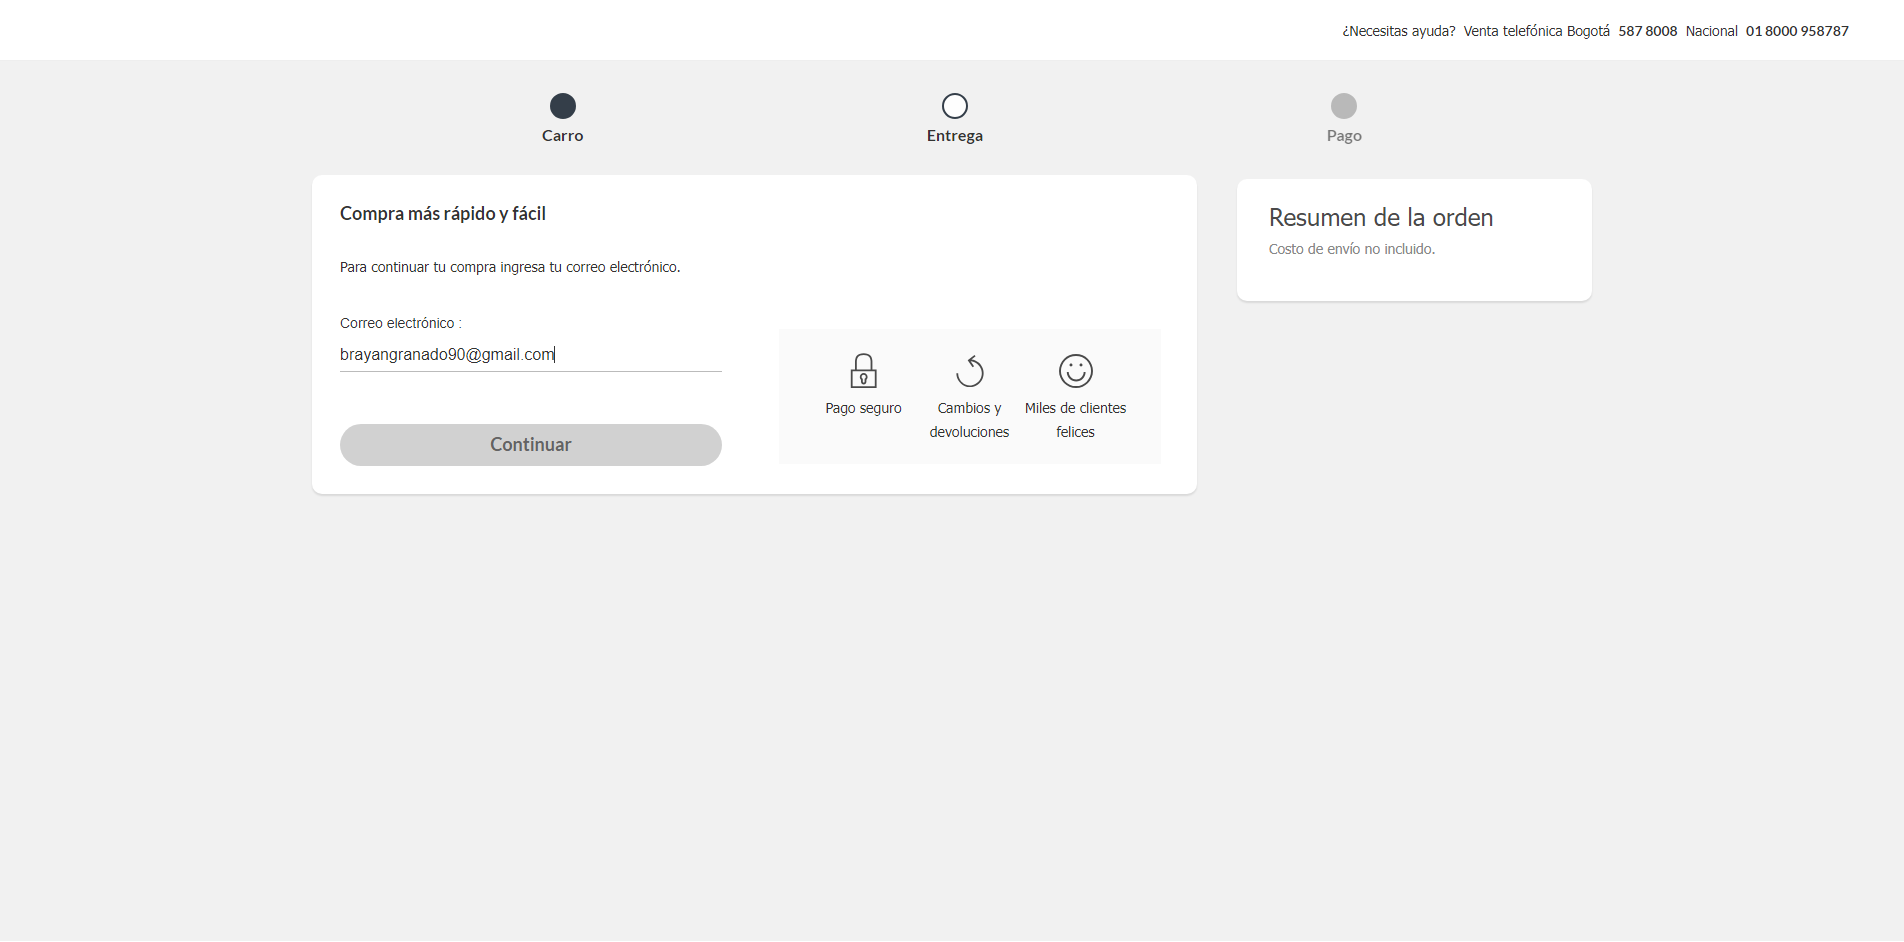 ¿Necesitas ayuda? Venta telefónica Bogotá 587 8008 Nacional 01 8000 958787
Carro
Entrega
Pago
Compra más rápido y fácil
Para continuar tu compra ingresa tu correo electrónico.
Correo electrónico :
brayangranado90@gmail.com
Continuar
Pago seguro
Cambios y
devoluciones
Miles de clientes
felices
Resumen de la orden
Costo de envío no incluido.